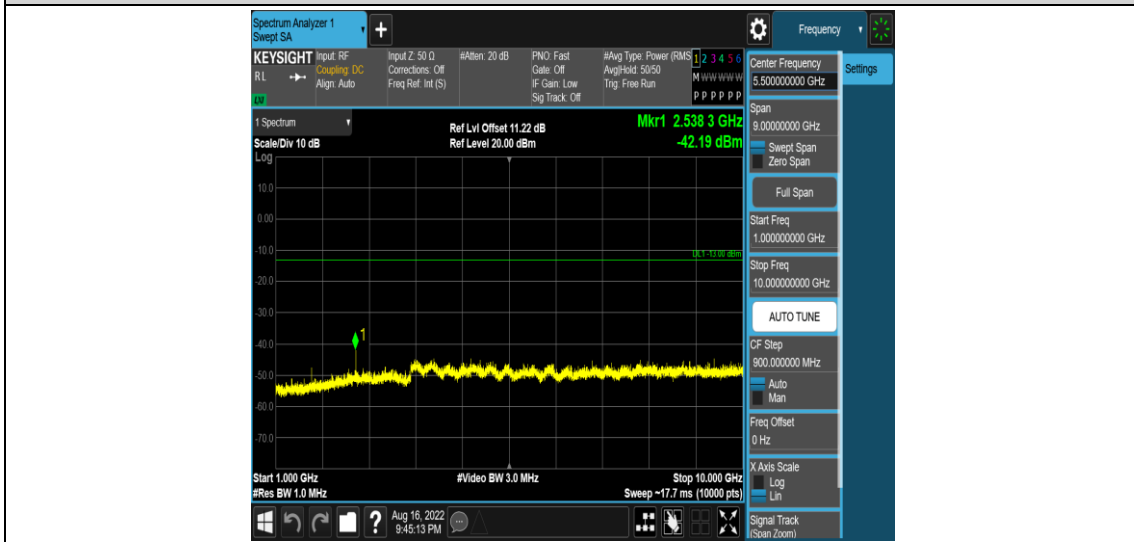 Spectrum Analyzer 1
Swept SA
Frequency
KEYSIGHT
RL
Input: RF
Coupling: DC
Align: Auto
Input Z: 50 Ω
Corrections: Off
Freq Ref: Int (S)
#Atten: 20 dB
PNO: Fast
Gate: Off
IF Gain: Low
Sig Track: Off
#Avg Type: Power (RMS
Avg|Hold: 50/50
Trig: Free Run
1 2 3 4 5 6
M W W W W W
P P P P P P
1 Spectrum
Scale/Div 10 dB
Ref Lvl Offset 11.22 dB
Ref Level 20.00 dBm
Mkr1 2.538 3 GHz
-42.19 dBm
Log
10.0
0.00
-10.0
DL1 -13.00 dBm
-20.0
-30.0
1
-40.0
-50.0
-60.0
-70.0
Start 1.000 GHz
#Res BW 1.0 MHz
#Video BW 3.0 MHz
Stop 10.000 GHz
Sweep ~17.7 ms (10000 pts)
?
Aug 16, 2022
9:45:13 PM
Center Frequency
5.500000000 GHz
Settings
Span
9.00000000 GHz
Swept Span
Zero Span
Full Span
Start Freq
1.000000000 GHz
Stop Freq
10.000000000 GHz
AUTO TUNE
CF Step
900.000000 MHz
Auto
Man
Freq Offset
0 Hz
X Axis Scale
Log
Lin
Signal Track
(Span Zoom)